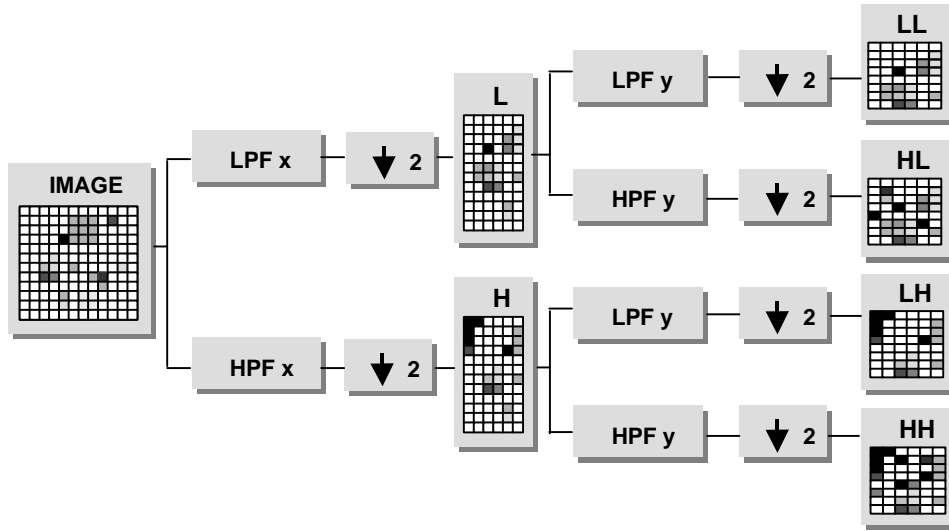 IMAGE
LPF x
↓ 2
L
LPF y
↓ 2
LL
HPF y
↓ 2
HL
HPF x
↓ 2
H
LPF y
↓ 2
LH
HPF y
↓ 2
HH